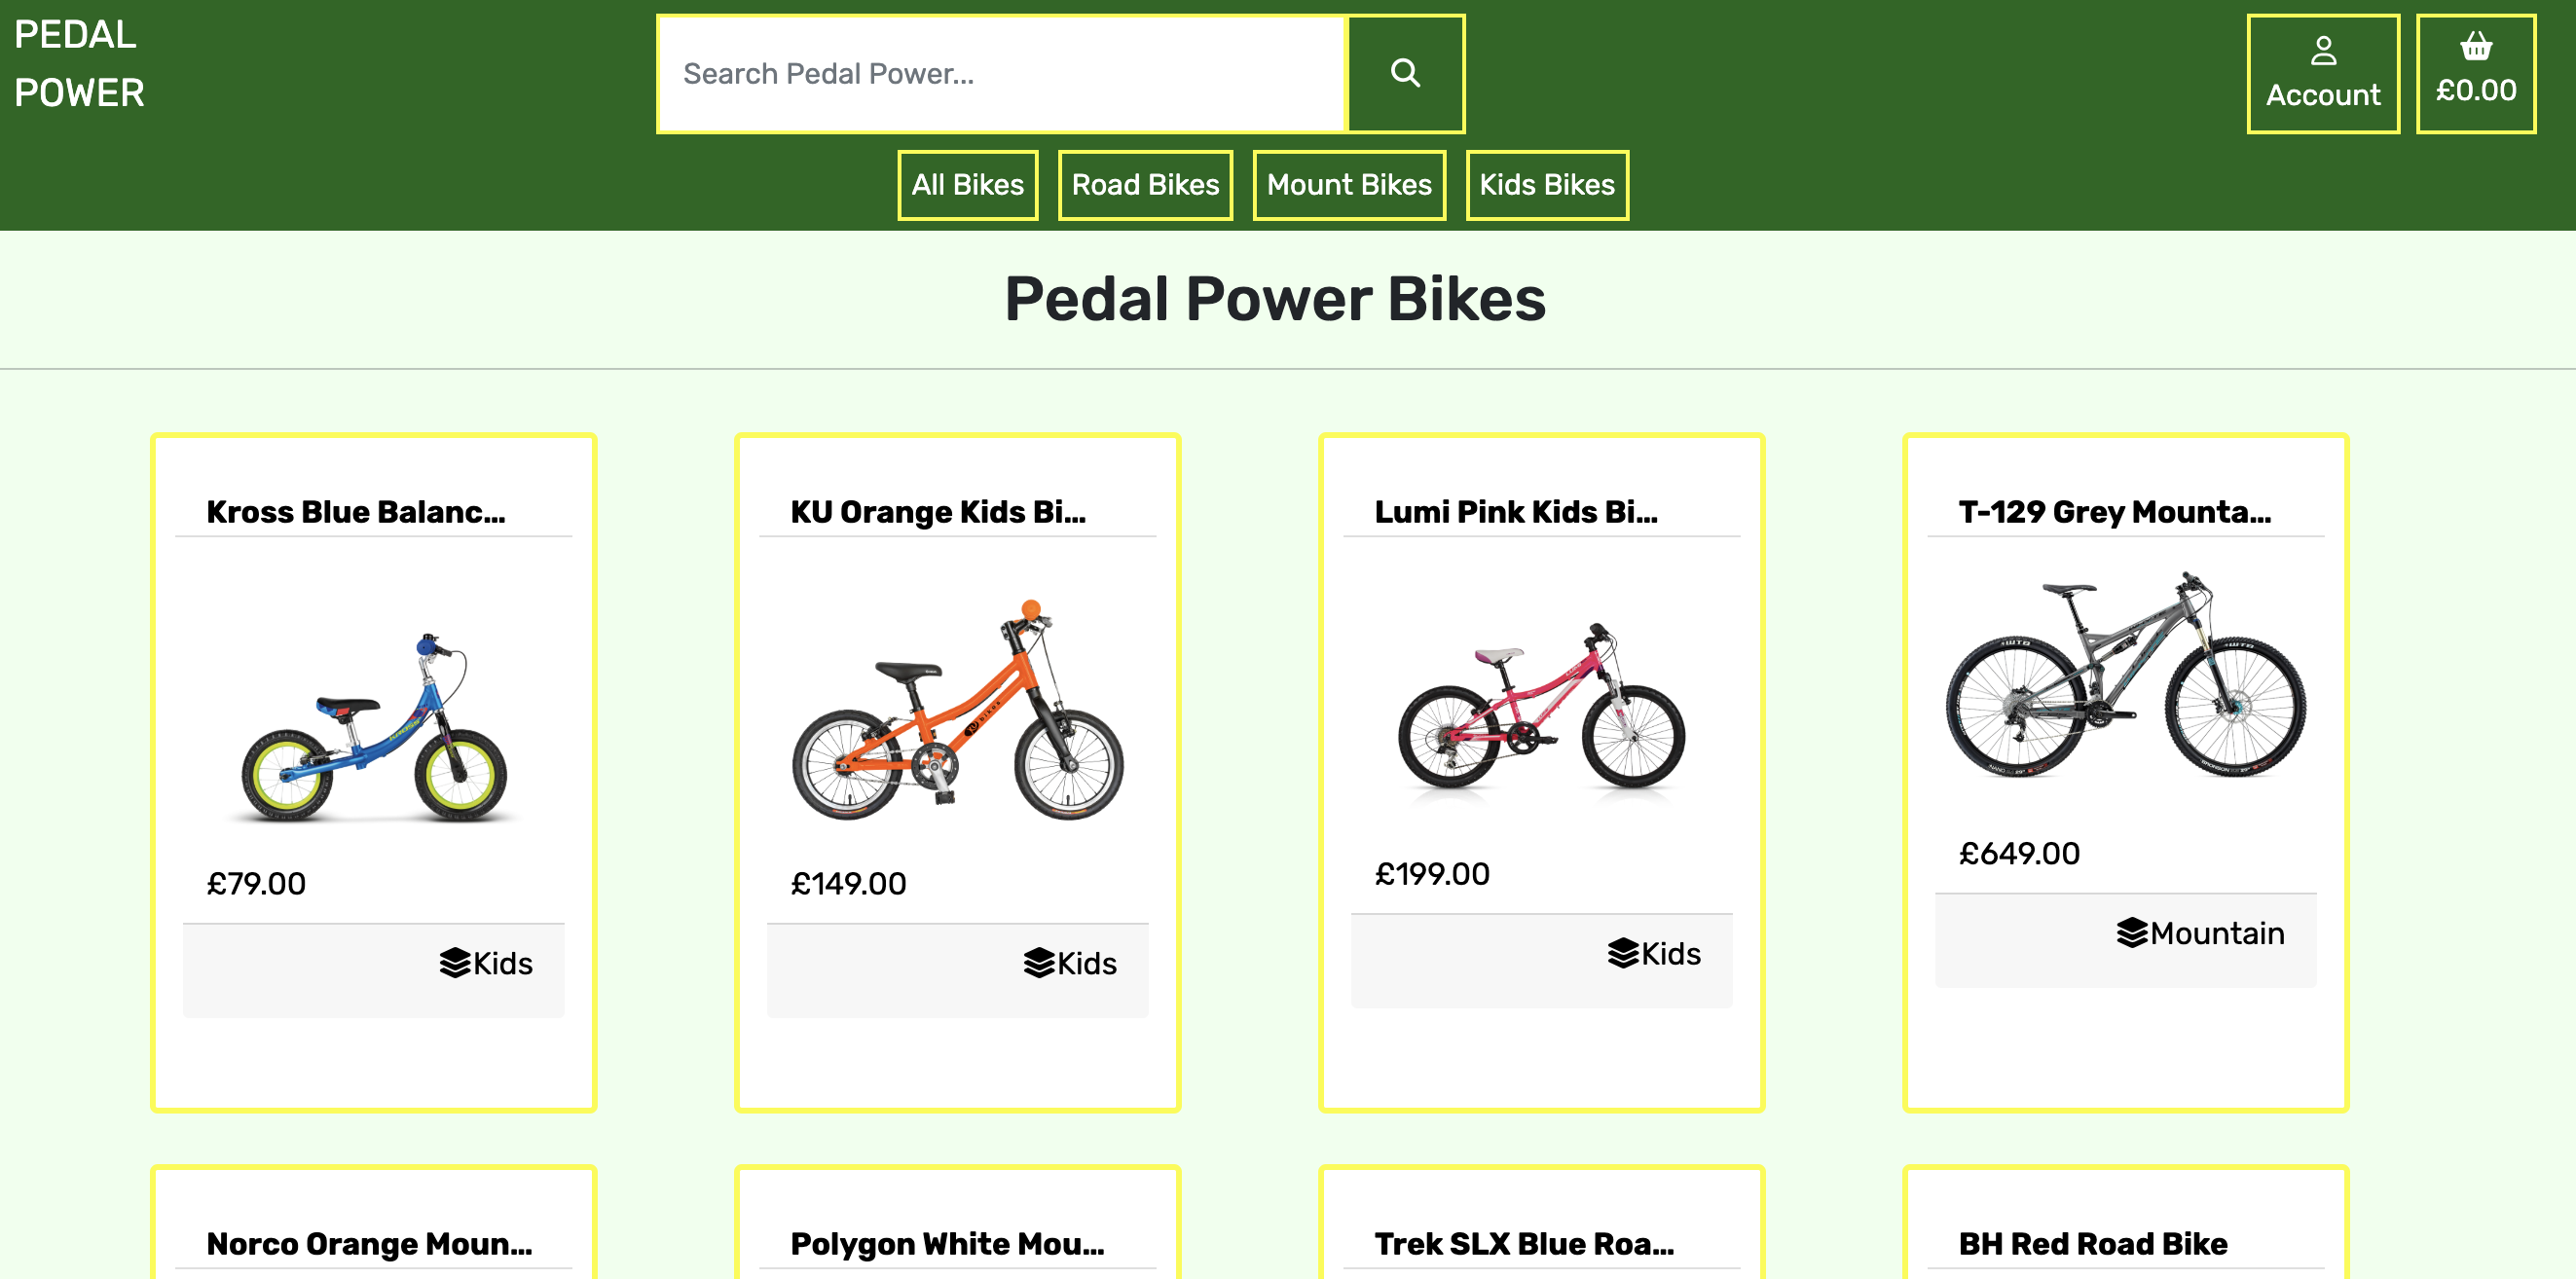 PEDAL
POWER
Search Pedal Power...
Account
£0.00
All Bikes
Road Bikes
Mount Bikes
Kids Bikes
Pedal Power Bikes
Kross Blue Balanc...
KU Orange Kids Bi...
Lumi Pink Kids Bi...
T-129 Grey Mounta...
£79.00
£149.00
£199.00
£649.00
Kids
Kids
Kids
Mountain
Norco Orange Moun...
Polygon White Mou...
Trek SLX Blue Roa...
BH Red Road Bike